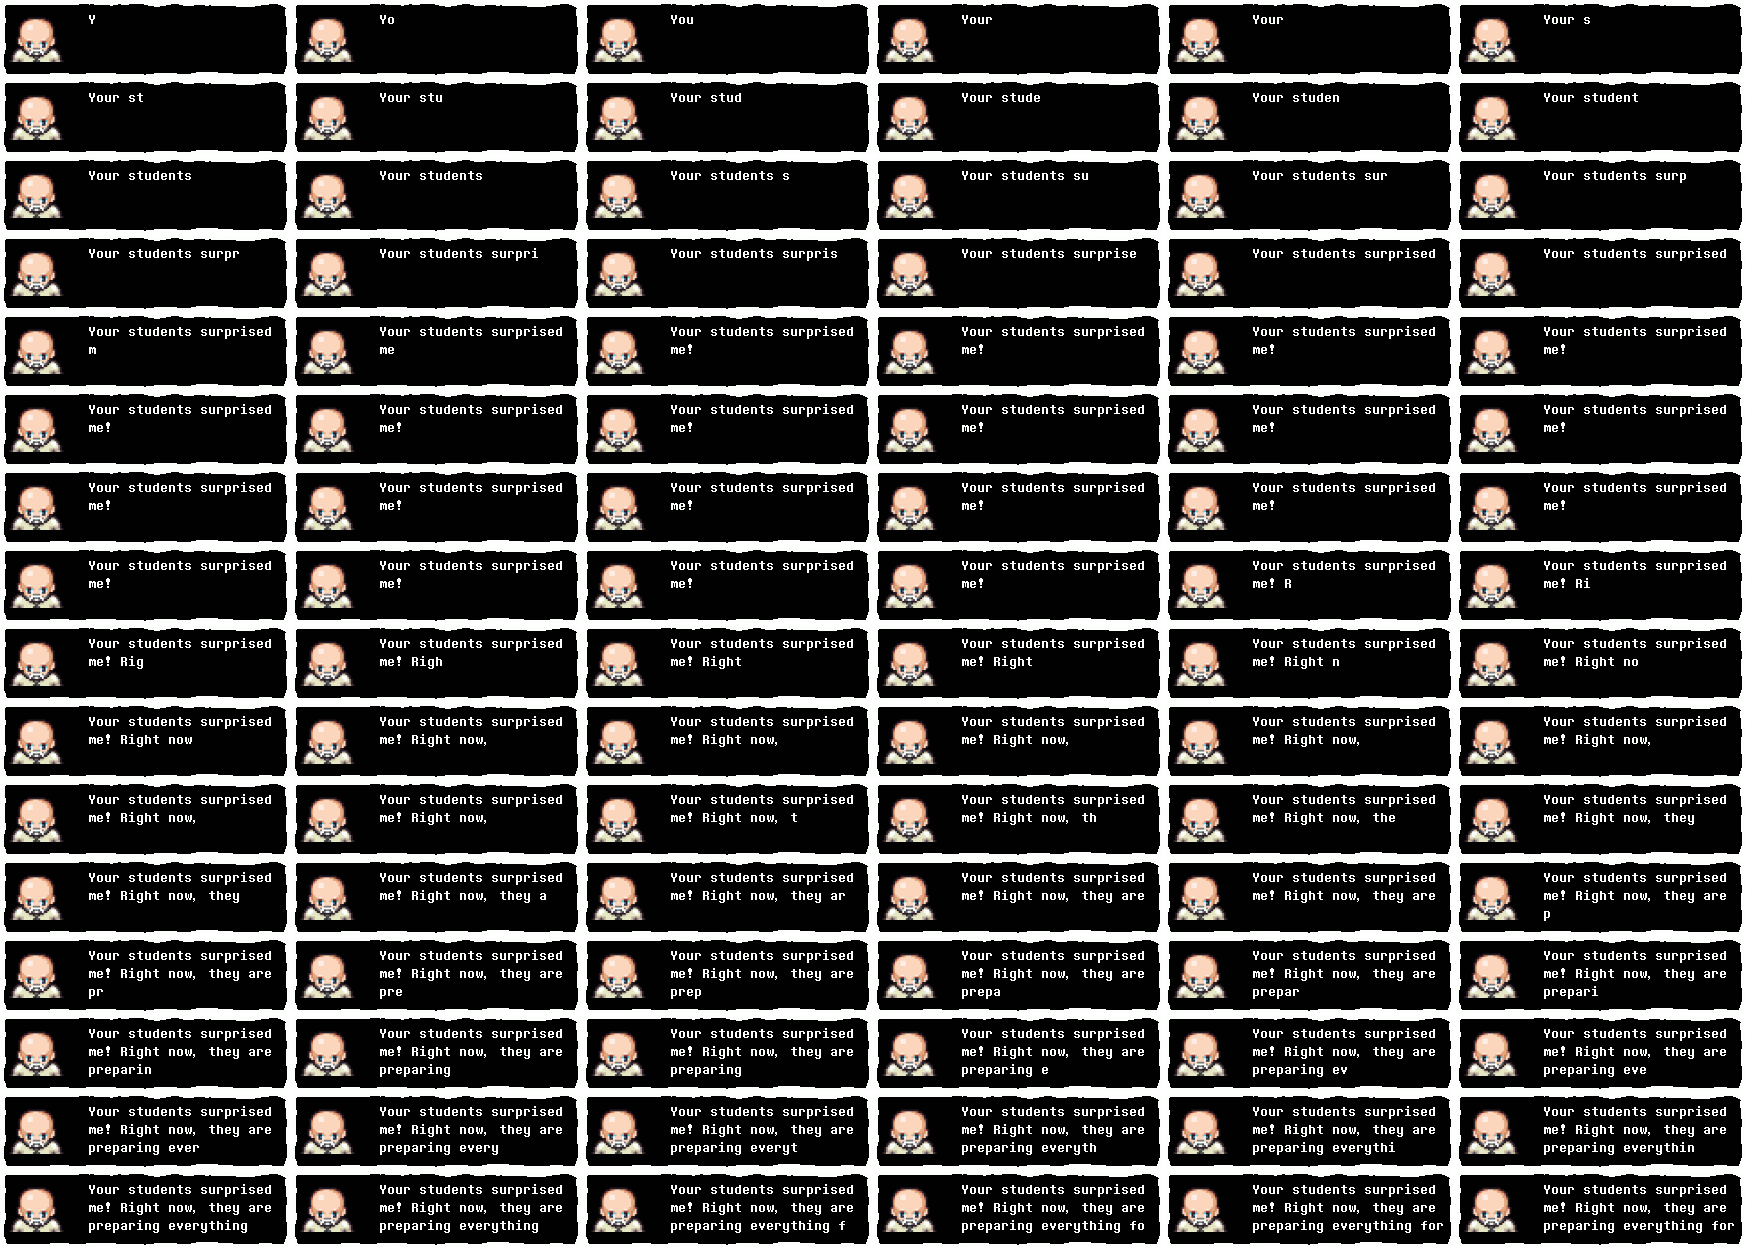 Y
Yo
You
Your
Your
Your s
Your st
Your stu
Your stud
Your stude
Your studen
Your student
Your students
Your students
Your students s
Your students su
Your students sur
Your students surp
Your students surpr
Your students surpri
Your students surpris
Your students surprise
Your students surprised
Your students surprised
Your students surprised
m
Your students surprised
me
Your students surprised
me!
Your students surprised
me!
Your students surprised
me!
Your students surprised
me!
Your students surprised
me!
Your students surprised
me!
Your students surprised
me!
Your students surprised
me!
Your students surprised
me!
Your students surprised
me!
Your students surprised
me!
Your students surprised
me!
Your students surprised
me!
Your students surprised
me!
Your students surprised
me!
Your students surprised
me!
Your students surprised
me!
Your students surprised
me!
Your students surprised
me!
Your students surprised
me!
Your students surprised
me! R
Your students surprised
me! Ri
Your students surprised
me! Rig
Your students surprised
me! Righ
Your students surprised
me! Right
Your students surprised
me! Right
Your students surprised
me! Right n
Your students surprised
me! Right no
Your students surprised
me! Right now
Your students surprised
me! Right now,
Your students surprised
me! Right now,
Your students surprised
me! Right now,
Your students surprised
me! Right now,
Your students surprised
me! Right now,
Your students surprised
me! Right now,
Your students surprised
me! Right now,
Your students surprised
me! Right now, t
Your students surprised
me! Right now, th
Your students surprised
me! Right now, the
Your students surprised
me! Right now, they
Your students surprised
me! Right now, they
Your students surprised
me! Right now, they a
Your students surprised
me! Right now, they ar
Your students surprised
me! Right now, they are
Your students surprised
me! Right now, they are
Your students surprised
me! Right now, they are
p
Your students surprised
me! Right now, they are
pr
Your students surprised
me! Right now, they are
pre
Your students surprised
me! Right now, they are
prep
Your students surprised
me! Right now, they are
prepa
Your students surprised
me! Right now, they are
prepar
Your students surprised
me! Right now, they are
prepari
Your students surprised
me! Right now, they are
preparin
Your students surprised
me! Right now, they are
preparing
Your students surprised
me! Right now, they are
preparing
Your students surprised
me! Right now, they are
preparing e
Your students surprised
me! Right now, they are
preparing ev
Your students surprised
me! Right now, they are
preparing eve
Your students surprised
me! Right now, they are
preparing ever
Your students surprised
me! Right now, they are
preparing every
Your students surprised
me! Right now, they are
preparing everyt
Your students surprised
me! Right now, they are
preparing everyth
Your students surprised
me! Right now, they are
preparing everythi
Your students surprised
me! Right now, they are
preparing everythin
Your students surprised
me! Right now, they are
preparing everything
Your students surprised
me! Right now, they are
preparing everything
Your students surprised
me! Right now, they are
preparing everything f
Your students surprised
me! Right now, they are
preparing everything fo
Your students surprised
me! Right now, they are
preparing everything for
Your students surprised
me! Right now, they are
preparing everything for